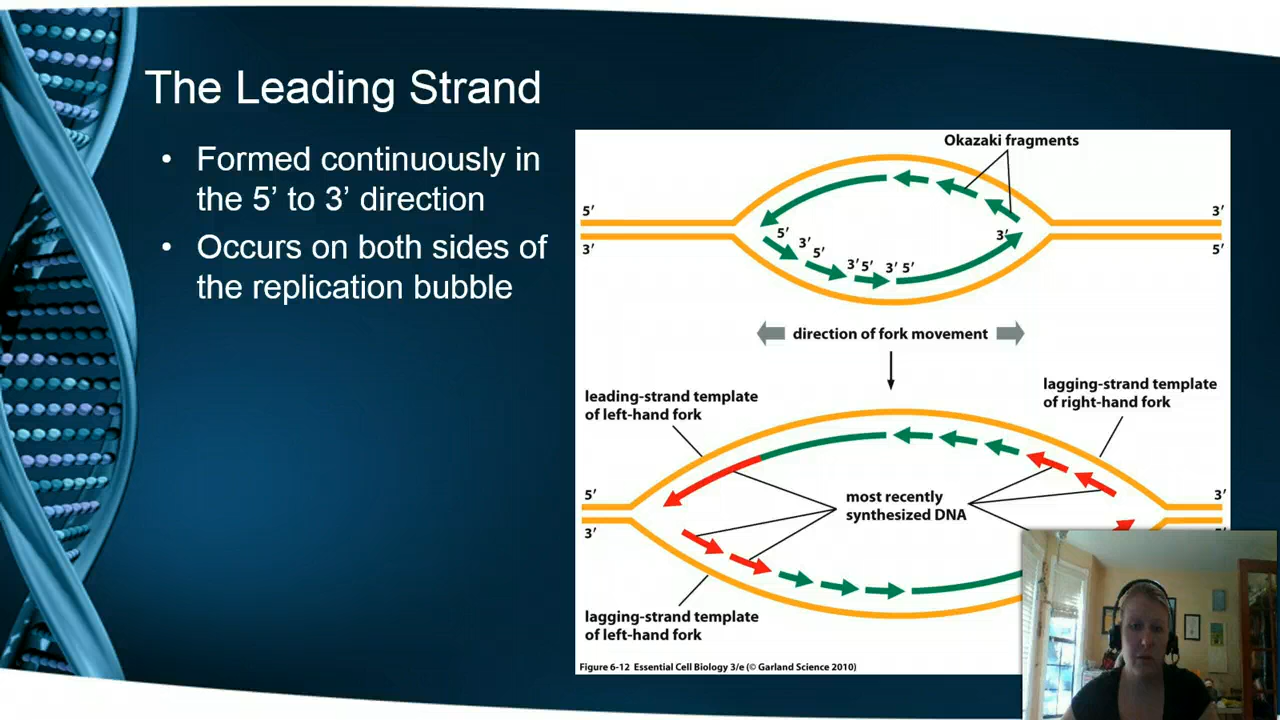 The Leading Strand
• Formed continuously in
the 5’ to 3’ direction
• Occurs on both sides of
the replication bubble
Okazaki fragments
5′
3′
3′
5′
5′
3′
5′
3′ 5′
3′ 5′
3′
direction of fork movement
leading-strand template
of left-hand fork
lagging-strand template
of right-hand fork
5′
3′
3′
most recently
synthesized DNA
lagging-strand template
of left-hand fork
Figure 6-12 Essential Cell Biology 3/e (© Garland Science 2010)